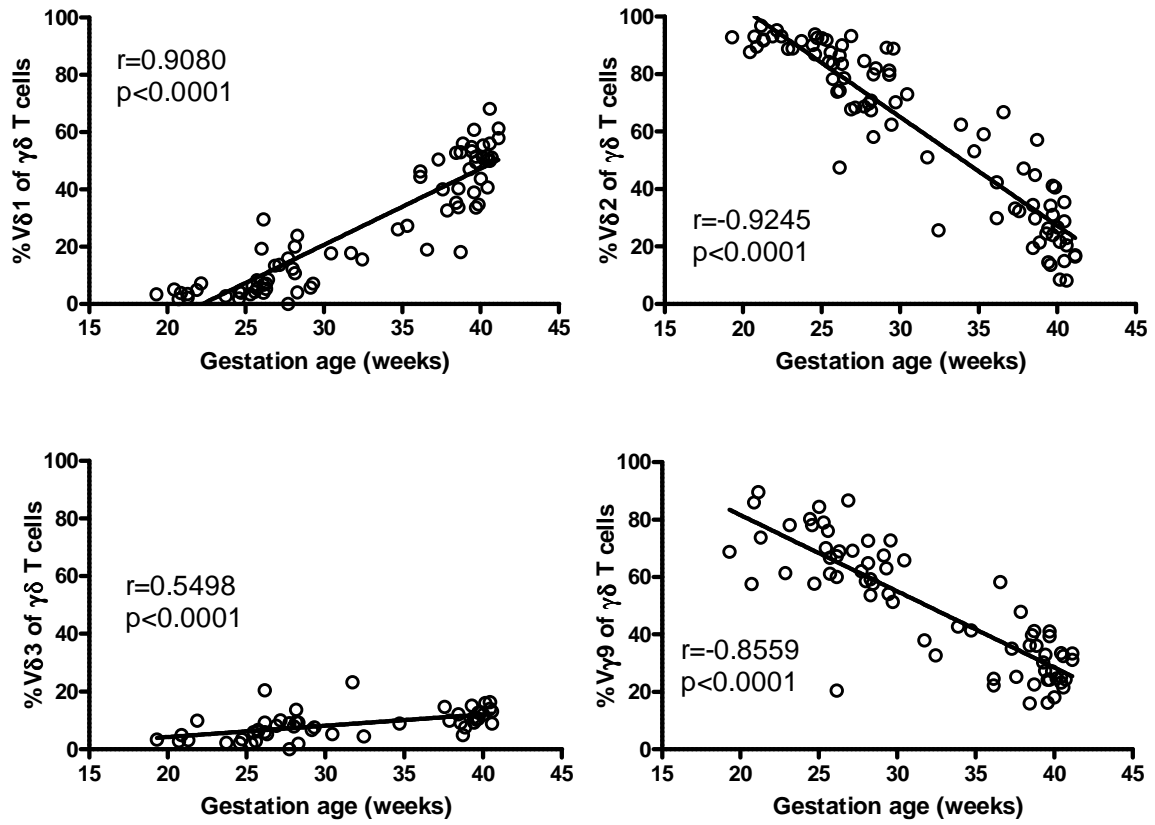 %Vδ1 of γδ T cells
100
80
60
40
20
0
r=0.9080
p<0.0001
15 20 25 30 35 40 45
Gestation age (weeks)
%Vδ2 of γδ T cells
100
80
60
40
20
0
r=-0.9245
p<0.0001
15 20 25 30 35 40 45
Gestation age (weeks)
%Vδ3 of γδ T cells
100
80
60
40
20
0
r=0.5498
p<0.0001
15 20 25 30 35 40 45
Gestation age (weeks)
%Vγ9 of γδ T cells
100
80
60
40
20
0
r=-0.8559
p<0.0001
15 20 25 30 35 40 45
Gestation age (weeks)